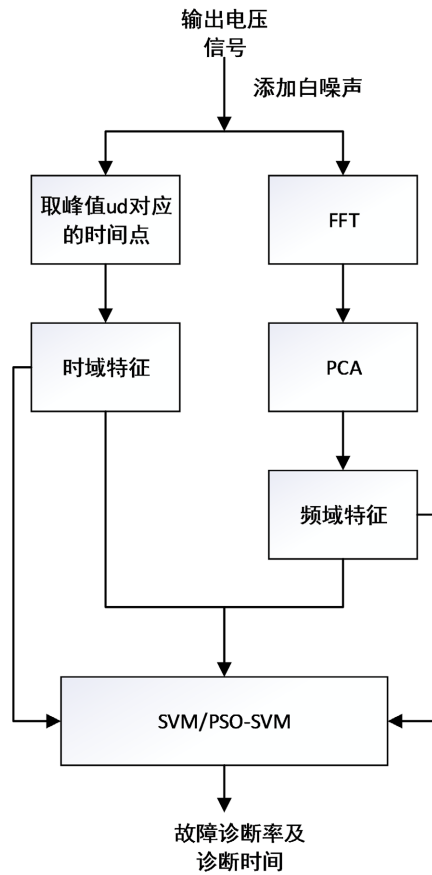 输出电压
信号
添加白噪声
取峰值ud对应
的时间点
FFT
时域特征
PCA
频域特征
SVM/PSO-SVM
故障诊断率及
诊断时间